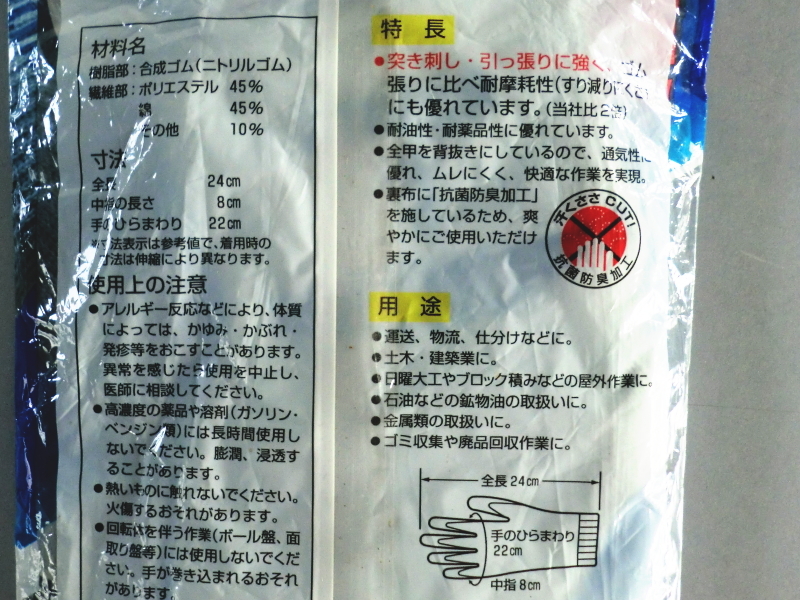 材料名
樹脂部：合成ゴム（ニトリルゴム）
繊維部：ポリエステル 45%
綿 45%
その他 10%
寸法
全長 24cm
中指の長さ 8cm
手のひらまわり 22cm
※寸法表示は参考値で、着用時の
寸法は伸縮により異なります。
使用上の注意
●アレルギー反応などにより、体質
によっては、かゆみ・かぶれ・
発疹等をおこすことがあります。
異常を感じたら使用を中止し、
医師に相談してください。
●高濃度の薬品や溶剤（ガソリン・
ベンジン類）には長時間使用し
ないでください。膨潤、浸透す
ることがあります。
●熱いものに触れないでください。
火傷するおそれがあります。
●回転体を伴う作業（ボール盤、面
取り盤等）には使用しないでくだ
さい。手が巻き込まれるおそれ
があります。
特長
●突き刺し・引っ張りに強く、ゴム
張りに比べ耐摩耗性（すり減りにくさ）
にも優れています。（当社比2倍）
●耐油性・耐薬品性に優れています。
●全甲を背抜きにしているので、通気性に
優れ、ムレにくく、快適な作業を実現。
●裏布に「抗菌防臭加工」
を施しているため、爽
やかにご使用いただけ
ます。
汗くささCUT!
抗菌防臭加工
用途
●運送、物流、仕分けなどに。
●土木・建築業に。
●日曜大工やブロック積みなどの屋外作業に。
●石油などの鉱物油の取扱いに。
●金属類の取扱いに。
●ゴミ収集や廃品回収作業に。
全長24cm
手のひらまわり
22cm
中指8cm